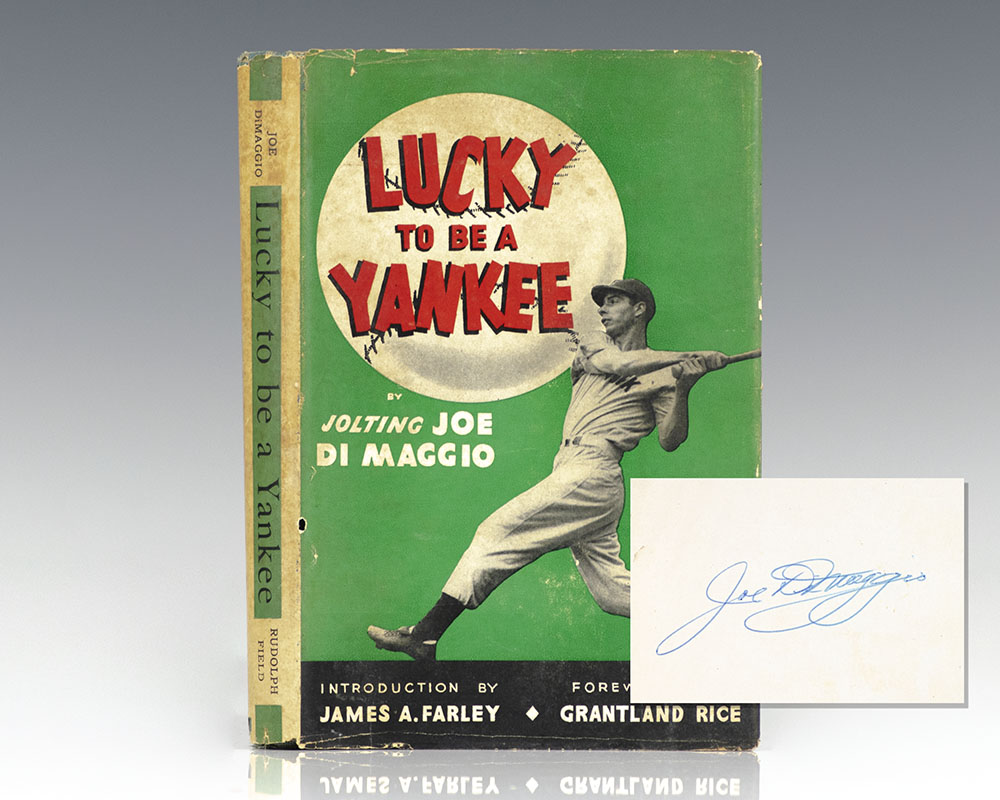 JOE
DiMAGGIO
Lucky to be a Yankee
RUDOLPH
FIELD
LUCKY
TO BE A
YANKEE
BY
JOLTING JOE
DI MAGGIO
INTRODUCTION BY
JAMES A. FARLEY ♦ GRANTLAND RICE
Joe DiMaggio